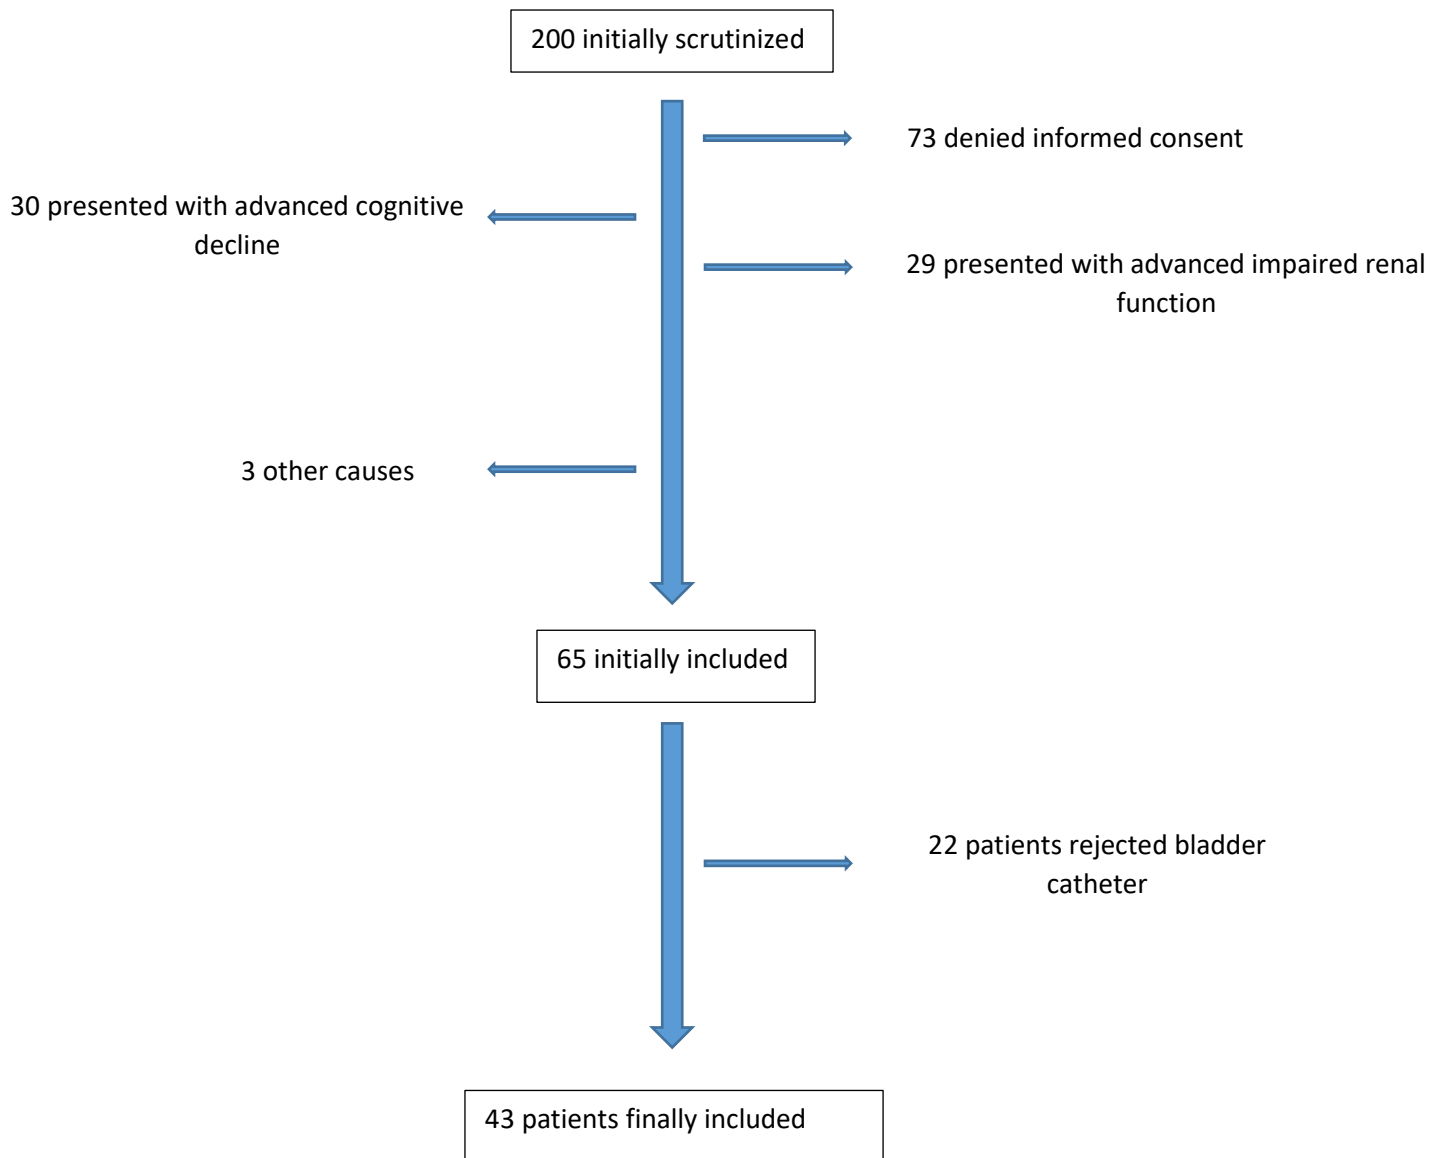 200 initially scrutinized
73 denied informed consent
30 presented with advanced cognitive
decline
29 presented with advanced impaired renal
function
3 other causes
65 initially included
22 patients rejected bladder
catheter
43 patients finally included